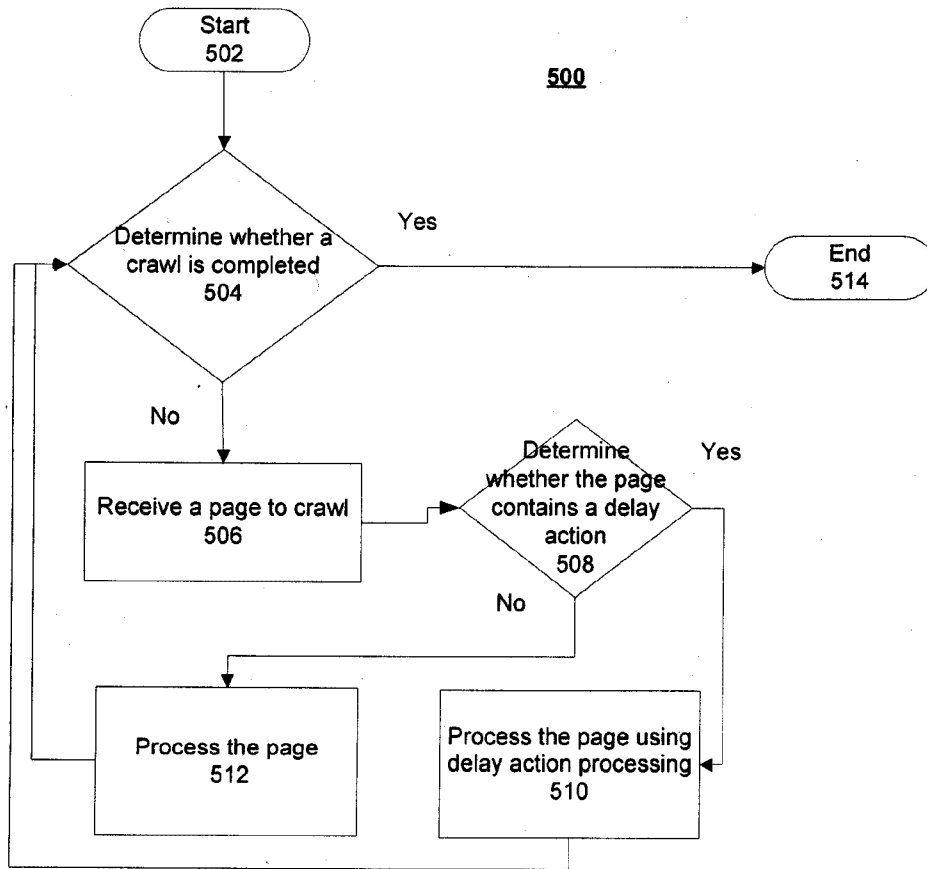 Start
502
500
Determine whether a
crawl is completed
504
Yes
End
514
No
Receive a page to crawl
506
Determine
whether the page
contains a delay
action
508
Yes
No
Process the page
512
Process the page using
delay action processing
510